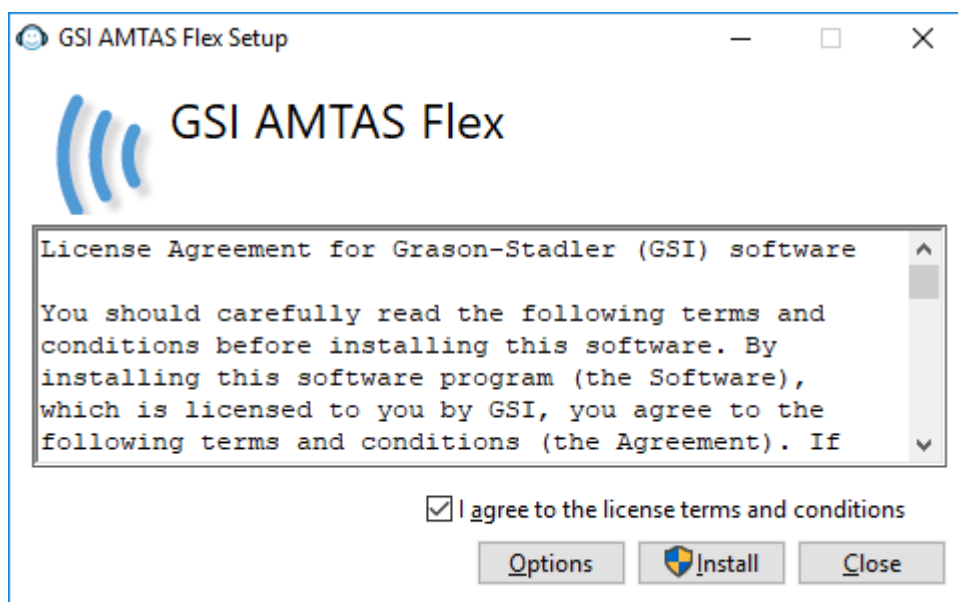 GSI AMTAS Flex Setup
GSI AMTAS Flex
License Agreement for Grason-Stadler (GSI) software
You should carefully read the following terms and
conditions before installing this software. By
installing this software program (the Software),
which is licensed to you by GSI, you agree to the
following terms and conditions (the Agreement). If
I agree to the license terms and conditions
Options
Install
Close